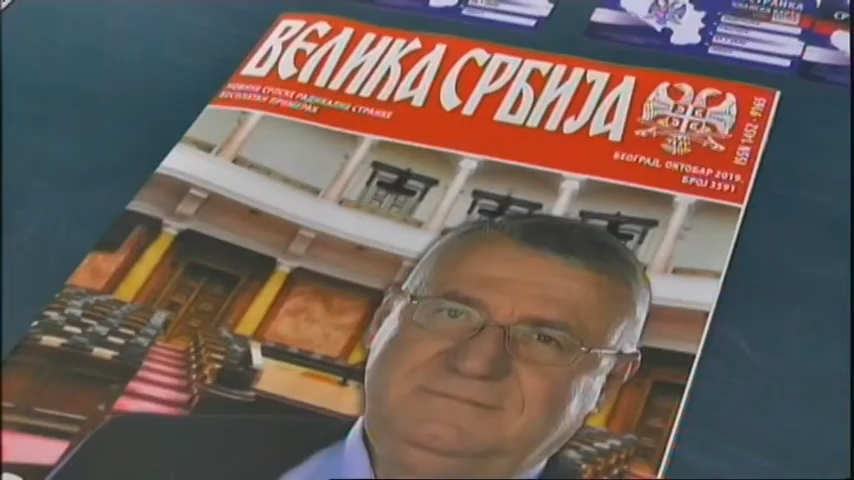 ВЕЛИКА СРБИЈА
НОВИНЕ СРПСКЕ РАДИКАЛНЕ СТРАНКЕ
БЕСПЛАТАН ПРИМЕРАК
БЕОГРАД, ОКТОБАР 2019.
БРОЈ 3591
ISSN 1452-9165